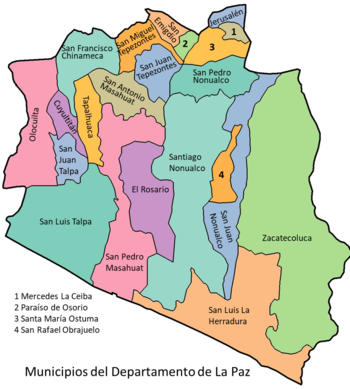 Jerusalén
San
Emigdio
San Miguel
Tepezontes
1
2
3
San Francisco
Chinameca
San Juan
Tepezontes
San Pedro
Nonualco
San Antonio
Masahuat
Olocuilta
Cuyultitán
Tapalhuaca
San
Juan
Talpa
Santiago
Nonualco
4
El Rosario
San Luis Talpa
San Juan
Nonualco
Zacatecoluca
San Pedro
Masahuat
San Luis La
Herradura
1 Mercedes La Ceiba
2 Paraíso de Osorio
3 Santa María Ostuma
4 San Rafael Obrajuelo
Municipios del Departamento de La Paz